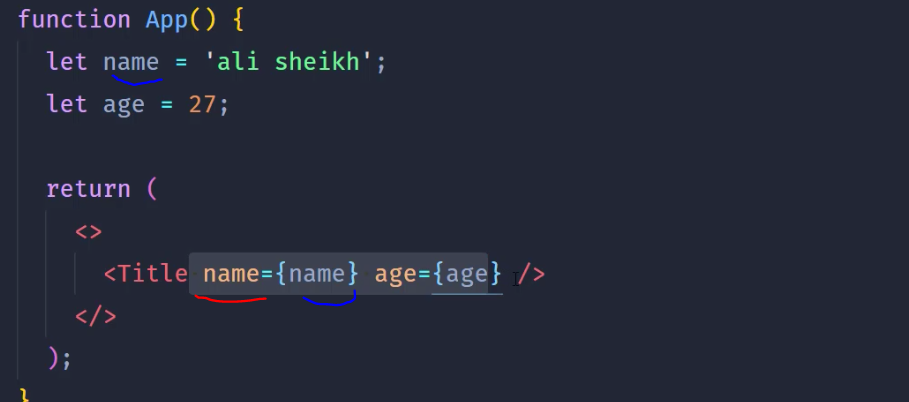 function App() {
let name = 'ali sheikh';
let age = 27;
return (
<>
<Title name={name} age={age} />
</>
);
}